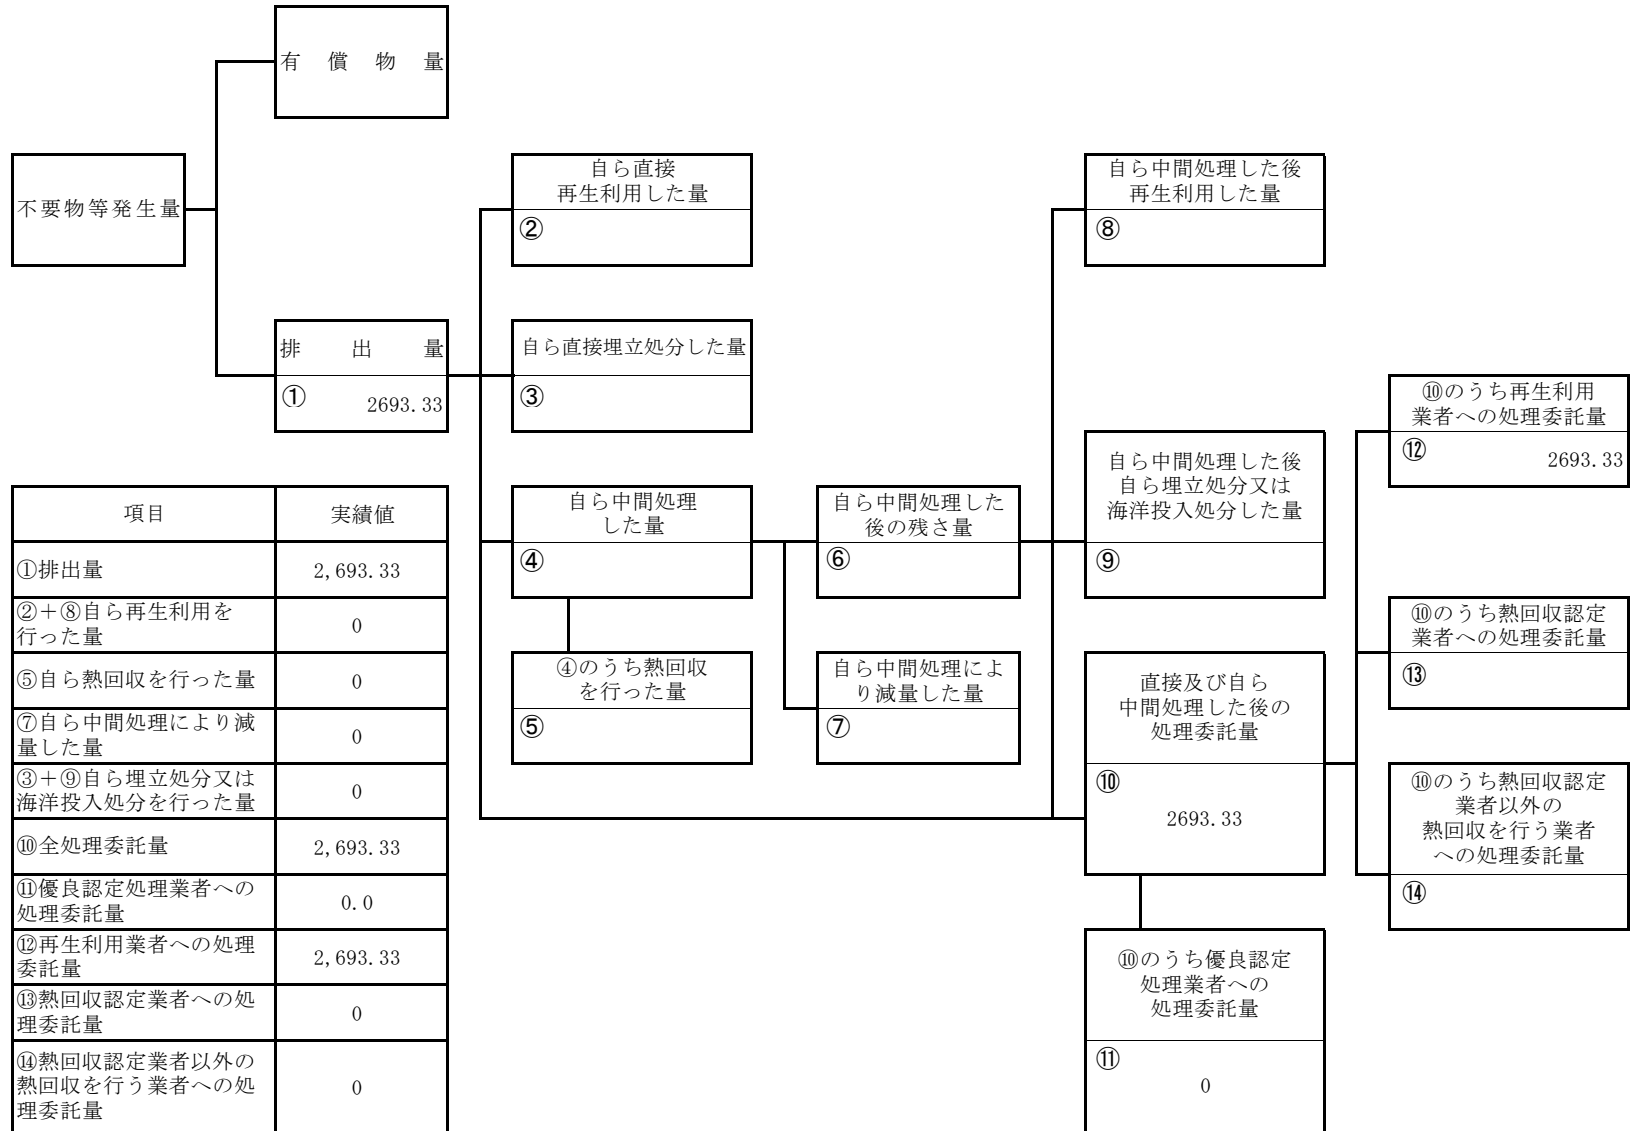 有償物量
不要物等発生量
排出量
① 2693.33
自ら直接
再生利用した量
②
自ら直接埋立処分した量
③
自ら中間処理
した量
④
④のうち熱回収
を行った量
⑤
自ら中間処理した
後の残さ量
⑥
自ら中間処理によ
り減量した量
⑦
自ら中間処理した後
再生利用した量
⑧
自ら中間処理した後
自ら埋立処分又は
海洋投入処分した量
⑨
直接及び自ら
中間処理した後の
処理委託量
⑩
2693.33
⑩のうち優良認定
処理業者への
処理委託量
⑪
0
⑩のうち再生利用
業者への処理委託量
⑫
2693.33
⑩のうち熱回収認定
業者への処理委託量
⑬
⑩のうち熱回収認定
業者以外の
熱回収を行う業者
への処理委託量
⑭
項目 実績値
①排出量 2,693.33
②+⑧自ら再生利用を
行った量 0
⑤自ら熱回収を行った量 0
⑦自ら中間処理により減
量した量 0
③+⑨自ら埋立処分又は
海洋投入処分を行った量 0
⑩全処理委託量 2,693.33
⑪優良認定処理業者への
処理委託量 0.0
⑫再生利用業者への処理
委託量 2,693.33
⑬熱回収認定業者への処
理委託量 0
⑭熱回収認定業者以外の
熱回収を行う業者への処
理委託量 0